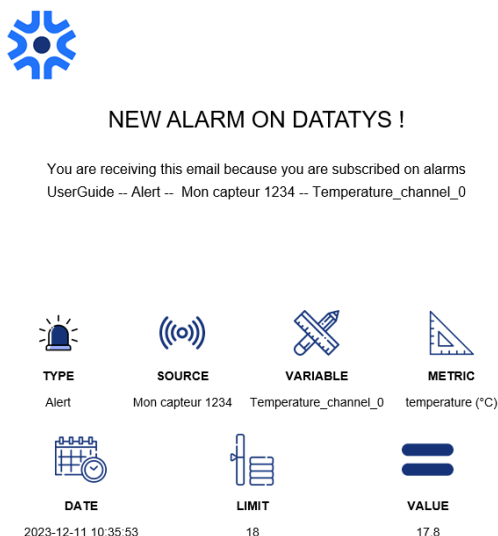 NEW ALARM ON DATATYS !
You are receiving this email because you are subscribed on alarms
UserGuide -- Alert -- Mon capteur 1234 -- Temperature_channel_0
TYPE SOURCE VARIABLE METRIC
Alert Mon capteur 1234 Temperature_channel_0 temperature (°C)
DATE LIMIT VALUE
2023-12-11 10:35:53 18 17.8